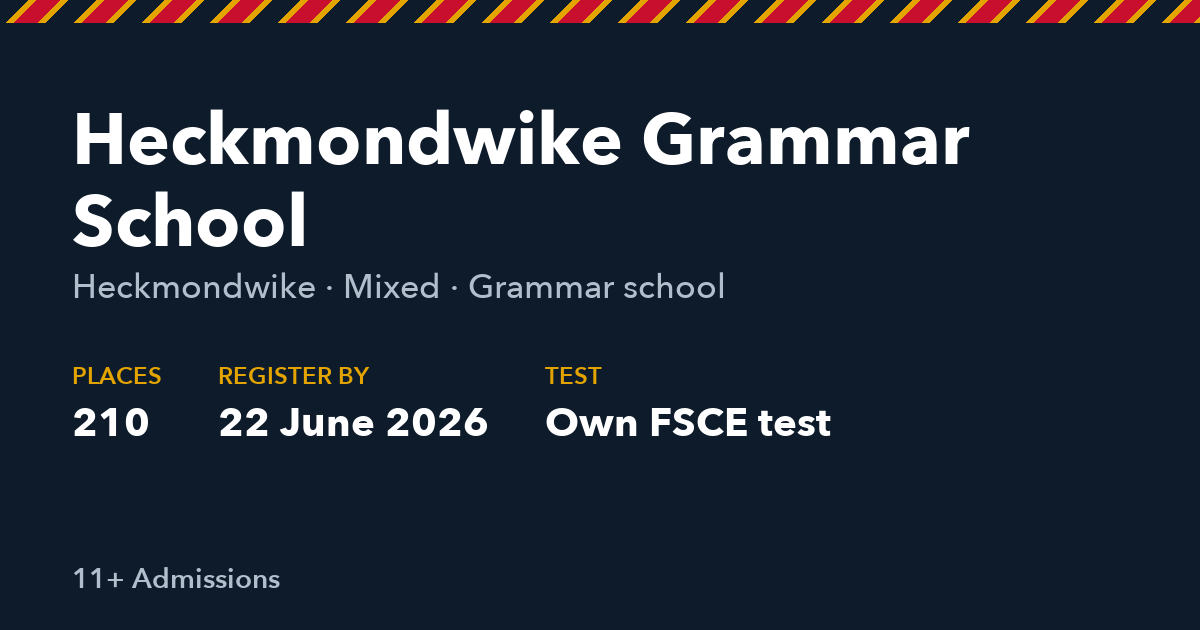 Heckmondwike Grammar
School
Heckmondwike · Mixed · Grammar school
PLACES
210
REGISTER BY
22 June 2026
TEST
Own FSCE test
11+ Admissions